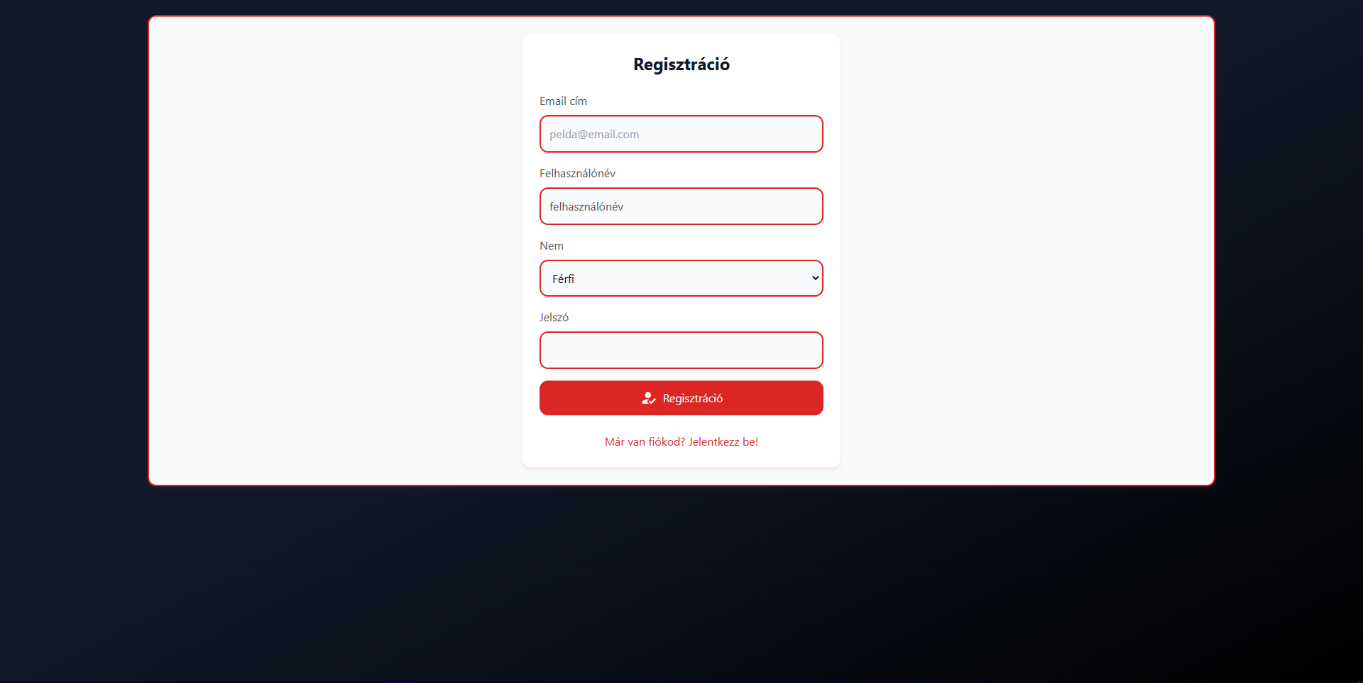 Regisztráció
Email cím
pelda@email.com
Felhasználónév
felhasználónév
Nem
Férfi
Jelszó
Regisztráció
Már van fiókod? Jelentkezz be!